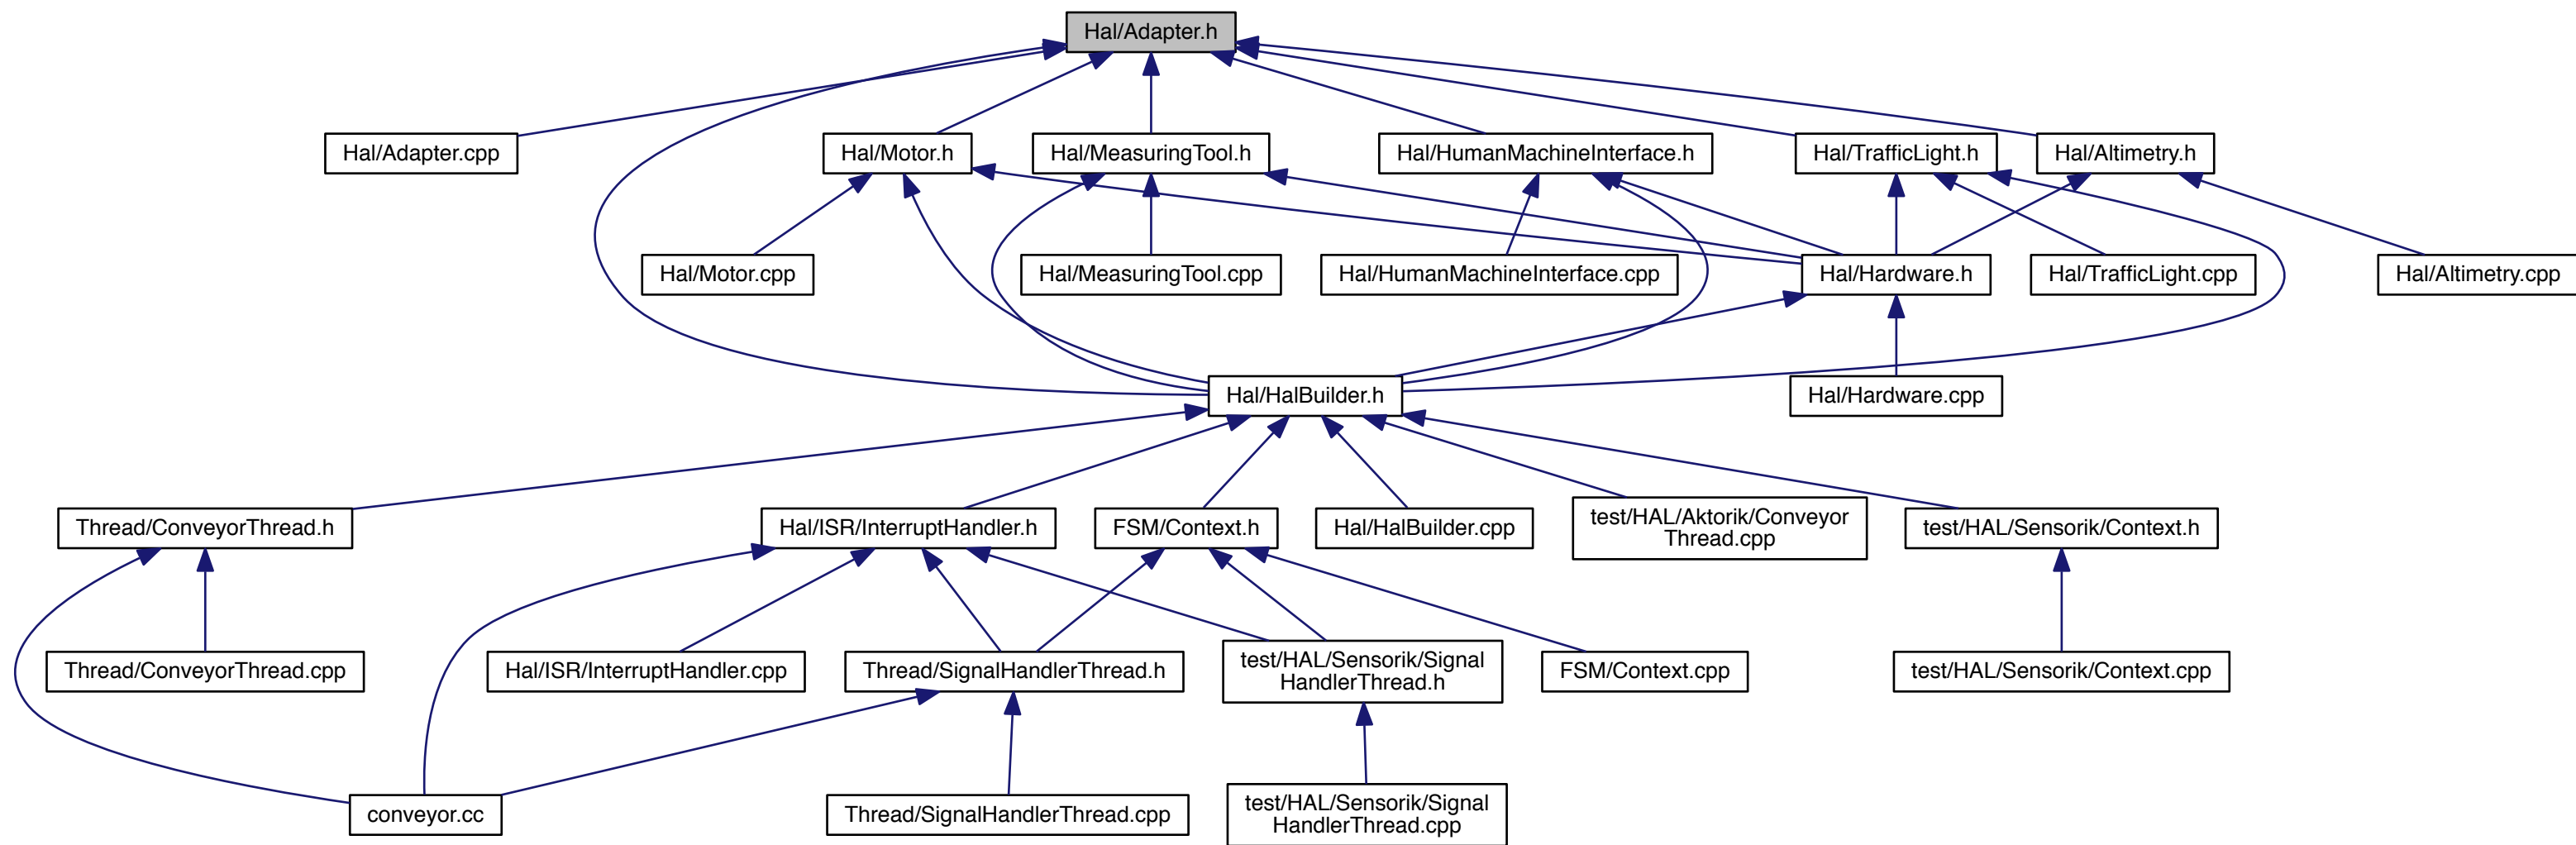 Hal/Adapter.h
Hal/Adapter.cpp
Hal/Motor.h
Hal/MeasuringTool.h
Hal/HumanMachineInterface.h
Hal/TrafficLight.h
Hal/Altimetry.h
Hal/Motor.cpp
Hal/MeasuringTool.cpp
Hal/HumanMachineInterface.cpp
Hal/Hardware.h
Hal/TrafficLight.cpp
Hal/Altimetry.cpp
Hal/HalBuilder.h
Hal/Hardware.cpp
Thread/ConveyorThread.h
Hal/ISR/InterruptHandler.h
FSM/Context.h
Hal/HalBuilder.cpp
test/HAL/Aktorik/Conveyor
Thread.cpp
test/HAL/Sensorik/Context.h
Thread/ConveyorThread.cpp
Hal/ISR/InterruptHandler.cpp
Thread/SignalHandlerThread.h
test/HAL/Sensorik/Signal
HandlerThread.h
FSM/Context.cpp
test/HAL/Sensorik/Context.cpp
conveyor.cc
Thread/SignalHandlerThread.cpp
test/HAL/Sensorik/Signal
HandlerThread.cpp